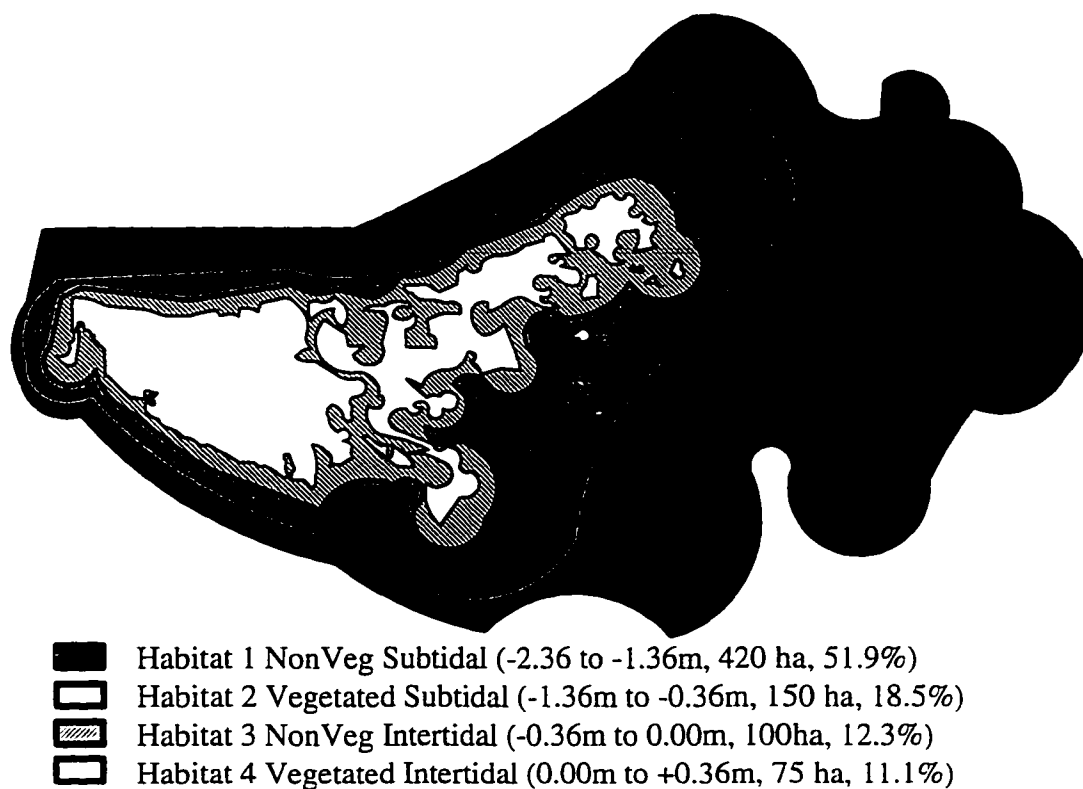 Habitat 1 NonVeg Subtidal (-2.36 to -1.36m, 420 ha, 51.9%)
Habitat 2 Vegetated Subtidal (-1.36m to -0.36m, 150 ha, 18.5%)
Habitat 3 NonVeg Intertidal (-0.36m to 0.00m, 100ha, 12.3%)
Habitat 4 Vegetated Intertidal (0.00m to +0.36m, 75 ha, 11.1%)